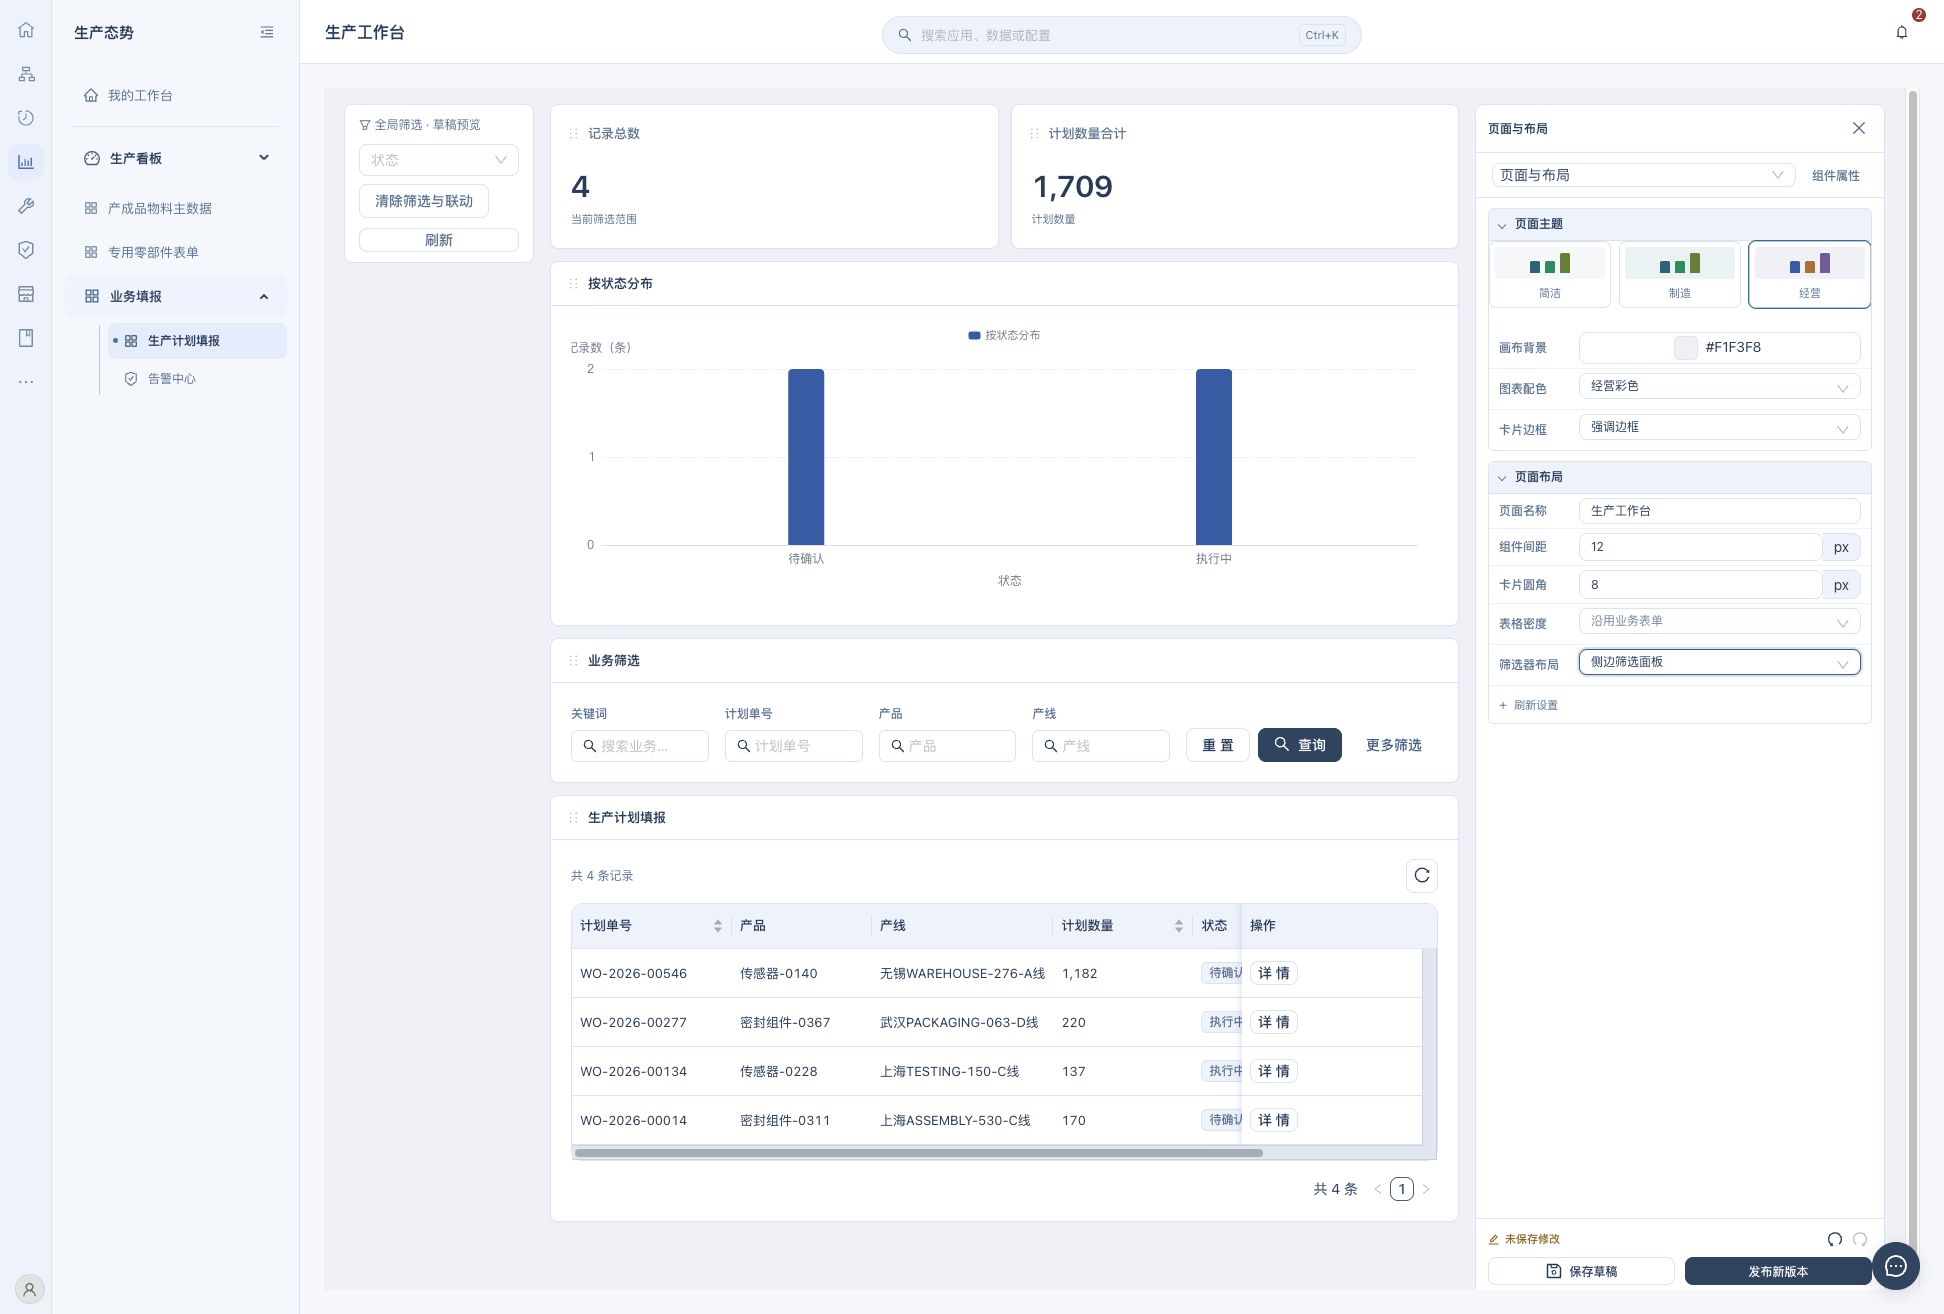 生产态势
我的工作台
生产看板
产成品物料主数据
专用零部件表单
业务填报
生产计划填报
告警中心
生产工作台
搜索应用、数据或配置
Ctrl+K
2
全局筛选 · 草稿预览
状态
清除筛选与联动
刷新
记录总数
4
当前筛选范围
计划数量合计
1,709
计划数量
按状态分布
按状态分布
记录数（条）
2
1
0
待确认
执行中
状态
业务筛选
关键词
计划单号
产品
产线
搜索业务...
计划单号
产品
产线
重 置
查询
更多筛选
生产计划填报
共 4 条记录
计划单号 产品 产线 计划数量 状态 操作
WO-2026-00546 传感器-0140 无锡WAREHOUSE-276-A线 1,182 待确认 详 情
WO-2026-00277 密封组件-0367 武汉PACKAGING-063-D线 220 执行中 详 情
WO-2026-00134 传感器-0228 上海TESTING-150-C线 137 执行中 详 情
WO-2026-00014 密封组件-0311 上海ASSEMBLY-530-C线 170 待确认 详 情
共 4 条
1
页面与布局
页面与布局
组件属性
页面主题
简洁
制造
经营
画布背景
#F1F3F8
图表配色
经营彩色
卡片边框
强调边框
页面布局
页面名称
生产工作台
组件间距
12
px
卡片圆角
8
px
表格密度
沿用业务表单
筛选器布局
侧边筛选面板
+ 刷新设置
未保存修改
保存草稿
发布新版本